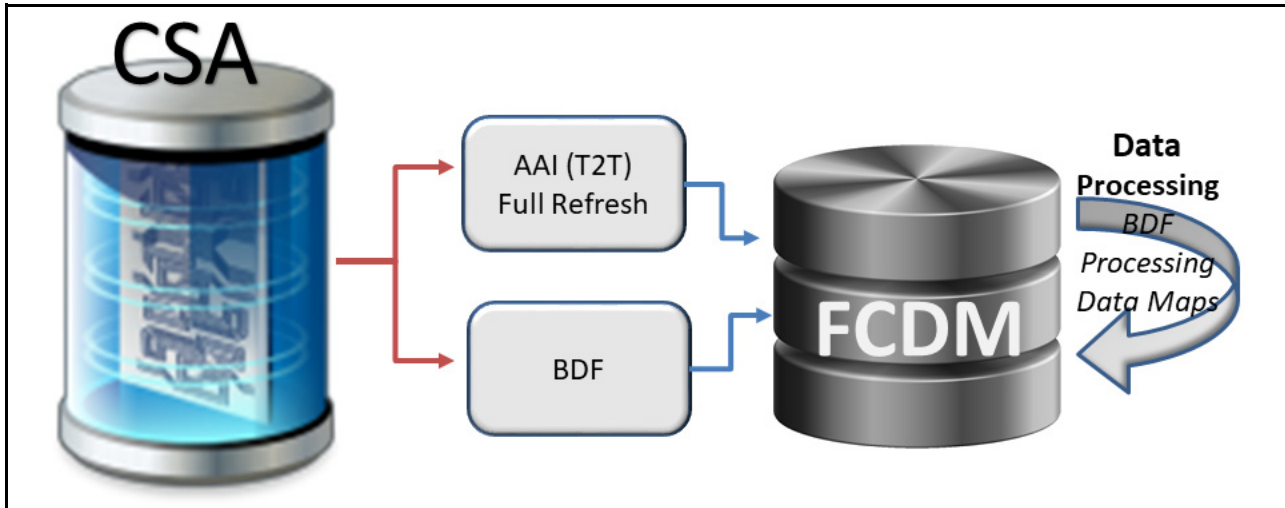 CSA
AAI (T2T)
Full Refresh
BDF
FCDM
Data
Processing
BDF
Processing
Data Maps